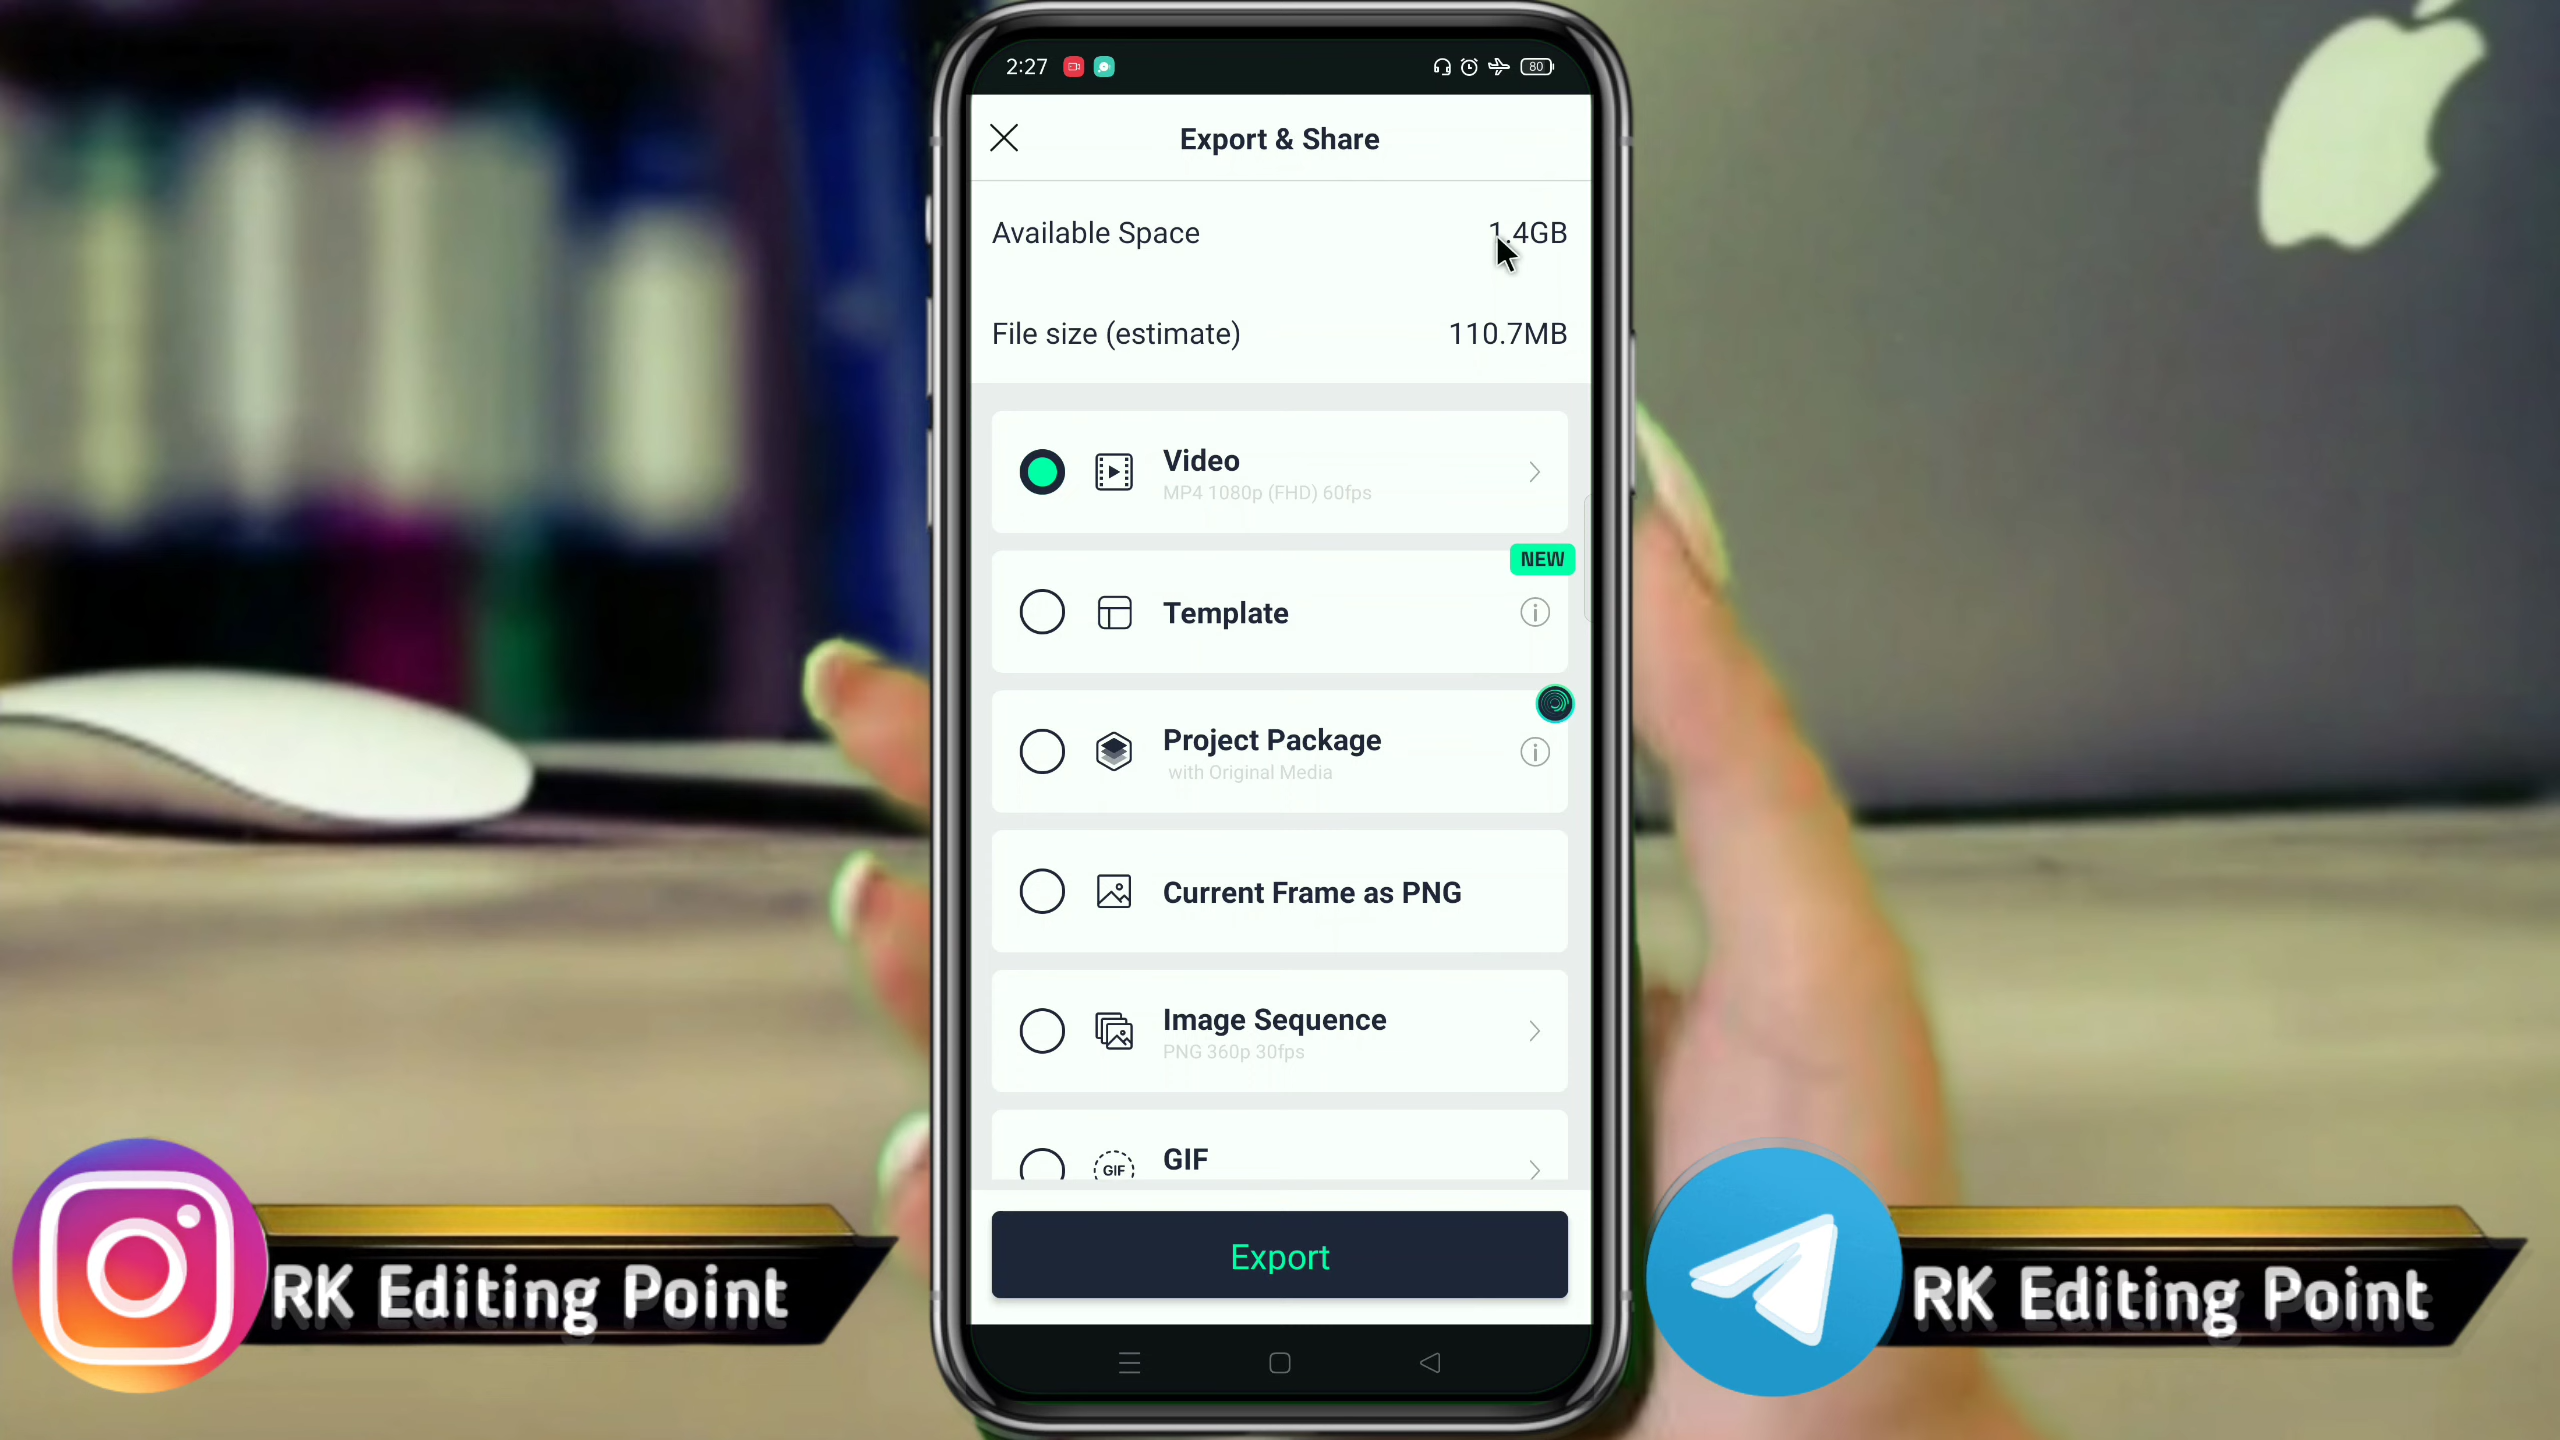 2:27
80
Export & Share
Available Space 1.4GB
File size (estimate) 110.7MB
Video
MP4 1080p (FHD) 60fps
NEW
Template
Project Package
with Original Media
Current Frame as PNG
Image Sequence
PNG 360p 30fps
GIF GIF
Export
RK Editing Point
RK Editing Point